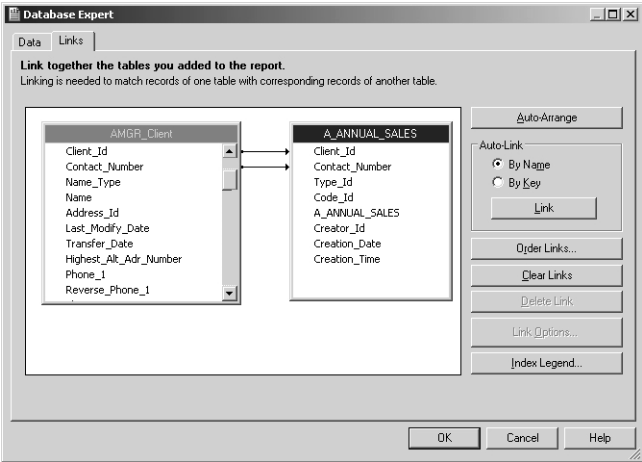 Database Expert
Data
Links
Link together the tables you added to the report.
Linking is needed to match records of one table with corresponding records of another table.
AMGR_Client
Client_Id
Contact_Number
Name_Type
Name
Address_Id
Last_Modify_Date
Transfer_Date
Highest_Alt_Adr_Number
Phone_1
Reverse_Phone_1
A_ANNUAL_SALES
Client_Id
Contact_Number
Type_Id
Code_Id
A_ANNUAL_SALES
Creator_Id
Creation_Date
Creation_Time
Auto-Arrange
Auto-Link
By Name
By Key
Link
Order Links...
Clear Links
Delete Link
Link Options...
Index Legend...
OK
Cancel
Help